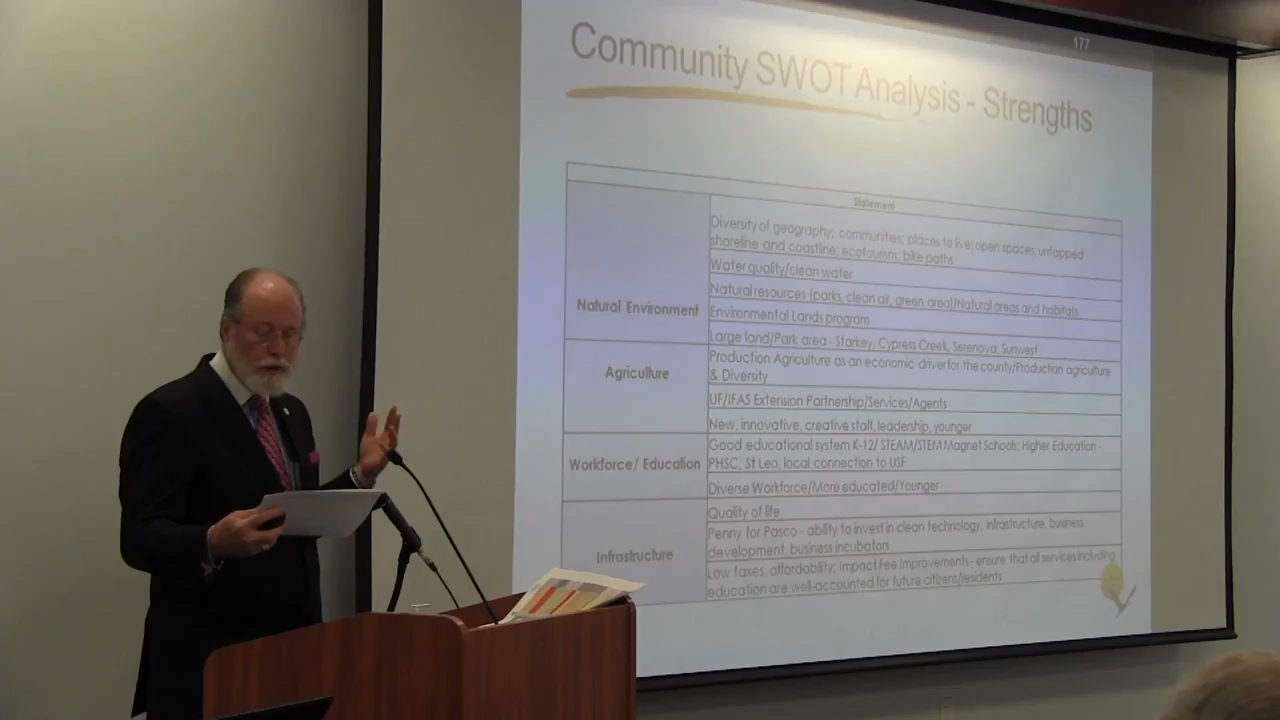 177
Community SWOT Analysis - Strengths
Statement
Natural Environment
Diversity of geography; communities; places to live; open spaces; untapped
shoreline and coastline; ecotourism; bike paths
Water quality/clean water
Natural resources (parks, clean air, green area)/Natural areas and habitats
Environmental Lands program
Large land/Park area - Starkey, Cypress Creek, Serenova, Sunwest
Agriculture
Production Agriculture as an economic driver for the county/Production agriculture
& Diversity
UF/IFAS Extension Partnership/Services/Agents
New, innovative, creative staff, leadership, younger
Workforce/ Education
Good educational system K-12/ STEAM/STEM Magnet Schools; Higher Education -
PHSC, St Leo, local connection to USF
Diverse Workforce/More educated/Younger
Infrastructure
Quality of life
Penny for Pasco - ability to invest in clean technology, infrastructure, business
development, business incubators
Low taxes, affordability; Impact Fee Improvements - ensure that all services including
education are well-accounted for future citizens/residents